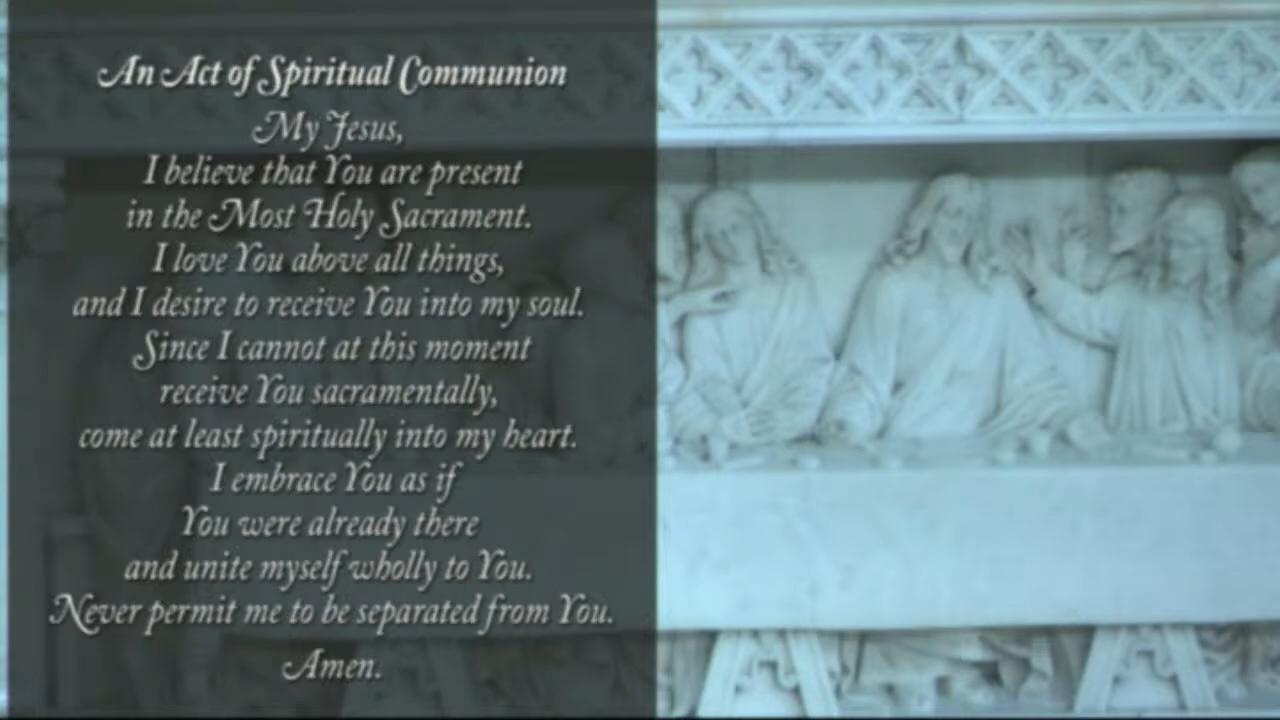 An Act of Spiritual Communion
My Jesus,
I believe that You are present
in the Most Holy Sacrament.
I love You above all things,
and I desire to receive You into my soul.
Since I cannot at this moment
receive You sacramentally,
come at least spiritually into my heart.
I embrace You as if
You were already there
and unite myself wholly to You.
Never permit me to be separated from You.
Amen.